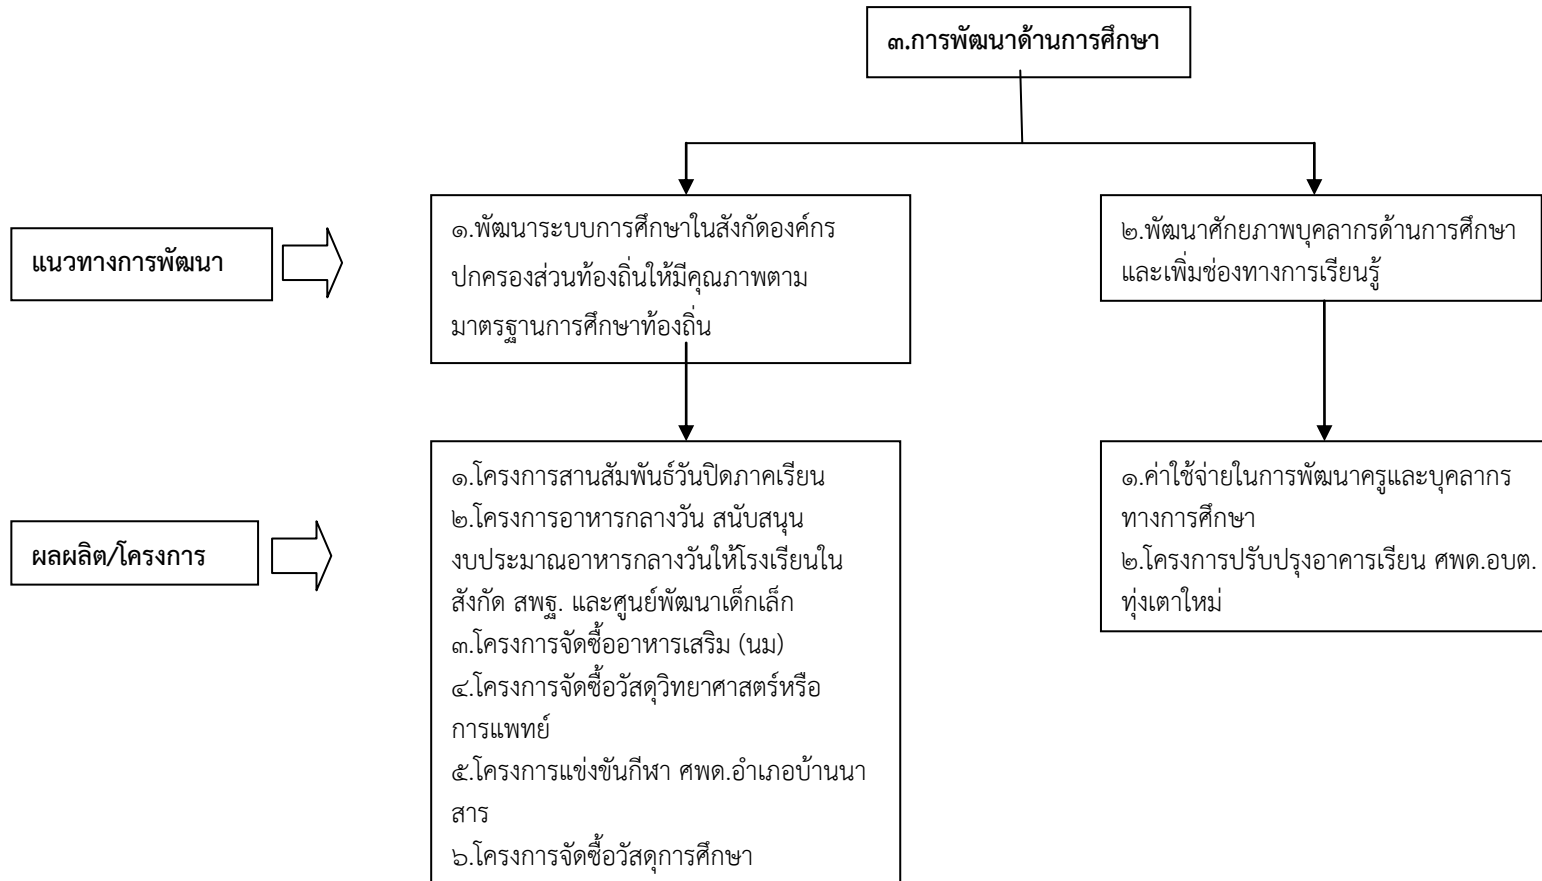 ๓.การพัฒนาด้านการศึกษา
แนวทางการพัฒนา
๑.พัฒนาระบบการศึกษาในสังกัดองค์กร
ปกครองส่วนท้องถิ่นให้มีคุณภาพตาม
มาตรฐานการศึกษาท้องถิ่น
๒.พัฒนาศักยภาพบุคลากรด้านการศึกษา
และเพิ่มช่องทางการเรียนรู้
ผลผลิต/โครงการ
๑.โครงการสานสัมพันธ์วันปิดภาคเรียน
๒.โครงการอาหารกลางวัน สนับสนุน
งบประมาณอาหารกลางวันให้โรงเรียนใน
สังกัด สพฐ. และศูนย์พัฒนาเด็กเล็ก
๓.โครงการจัดซื้ออาหารเสริม (นม)
๔.โครงการจัดซื้อวัสดุวิทยาศาสตร์หรือ
การแพทย์
๕.โครงการแข่งขันกีฬา ศพด.อำเภอบ้านนา
สาร
๖.โครงการจัดซื้อวัสดุการศึกษา
๑.ค่าใช้จ่ายในการพัฒนาครูและบุคลากร
ทางการศึกษา
๒.โครงการปรับปรุงอาคารเรียน ศพด.อบต.
ทุ่งเตาใหม่